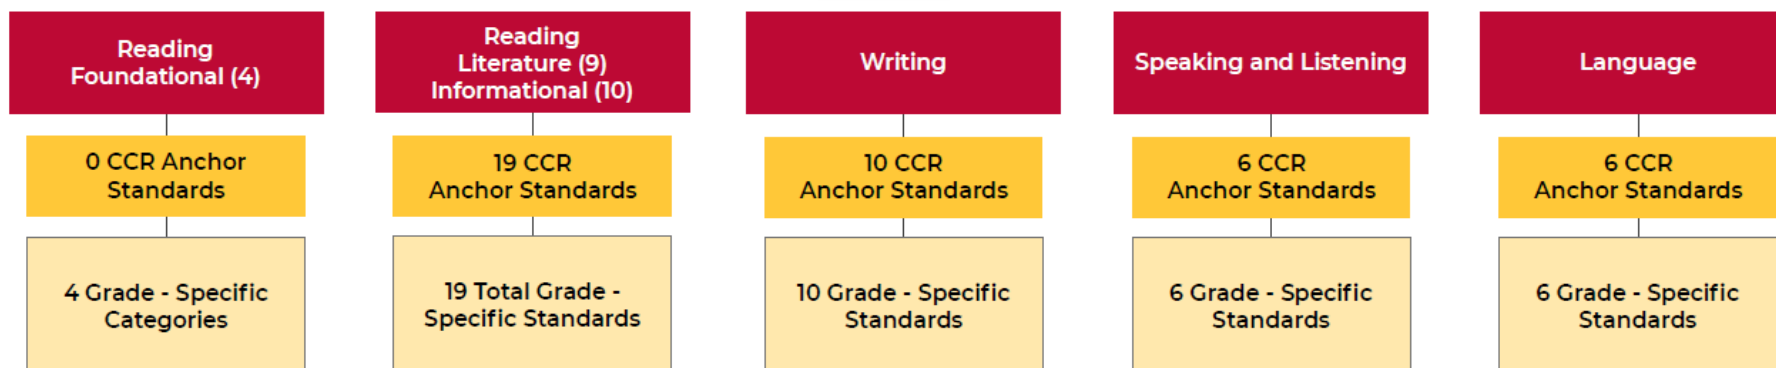 Reading
Foundational (4)
Reading
Literature (9)
Informational (10)
Writing
Speaking and Listening
Language
0 CCR Anchor
Standards
19 CCR
Anchor Standards
10 CCR
Anchor Standards
6 CCR
Anchor Standards
6 CCR
Anchor Standards
4 Grade - Specific
Categories
19 Total Grade -
Specific Standards
10 Grade - Specific
Standards
6 Grade - Specific
Standards
6 Grade - Specific
Standards